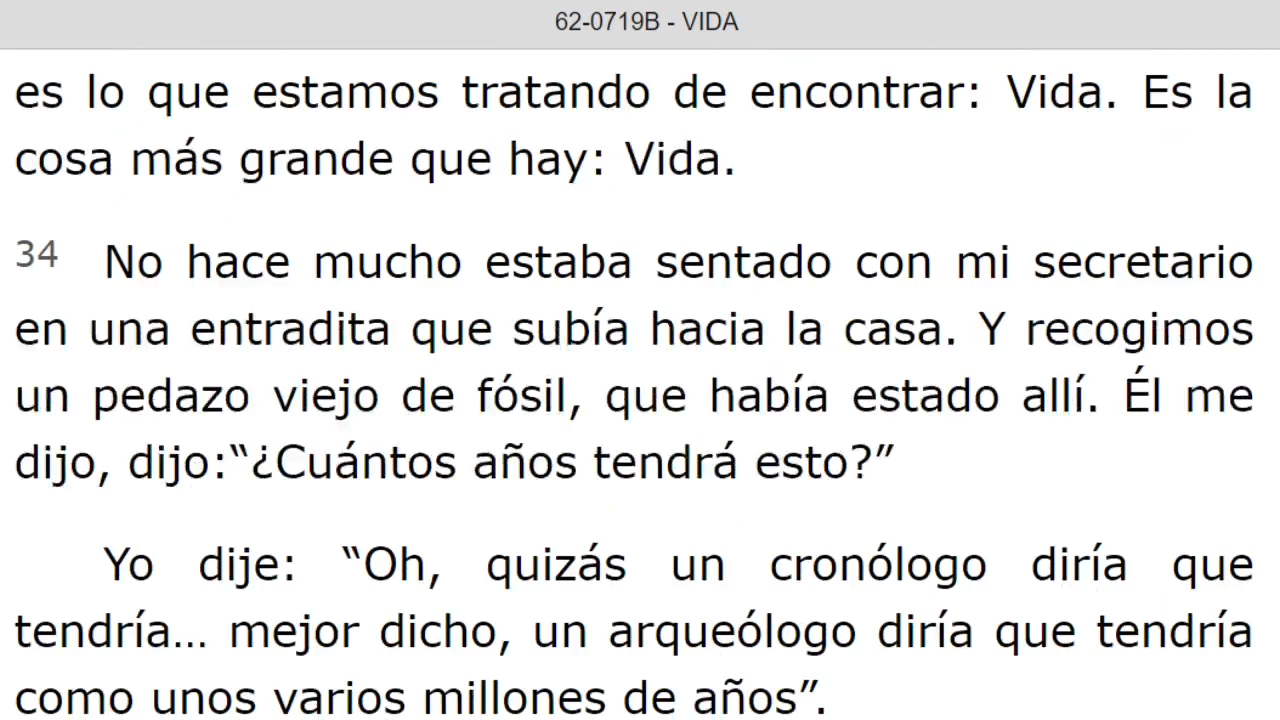 62-0719B - VIDA
es lo que estamos tratando de encontrar: Vida. Es la
cosa más grande que hay: Vida.
34 No hace mucho estaba sentado con mi secretario
en una entradita que subía hacia la casa. Y recogimos
un pedazo viejo de fósil, que había estado allí. Él me
dijo, dijo:“¿Cuántos años tendrá esto?”
Yo dije: “Oh, quizás un cronólogo diría que
tendría… mejor dicho, un arqueólogo diría que tendría
como unos varios millones de años”.